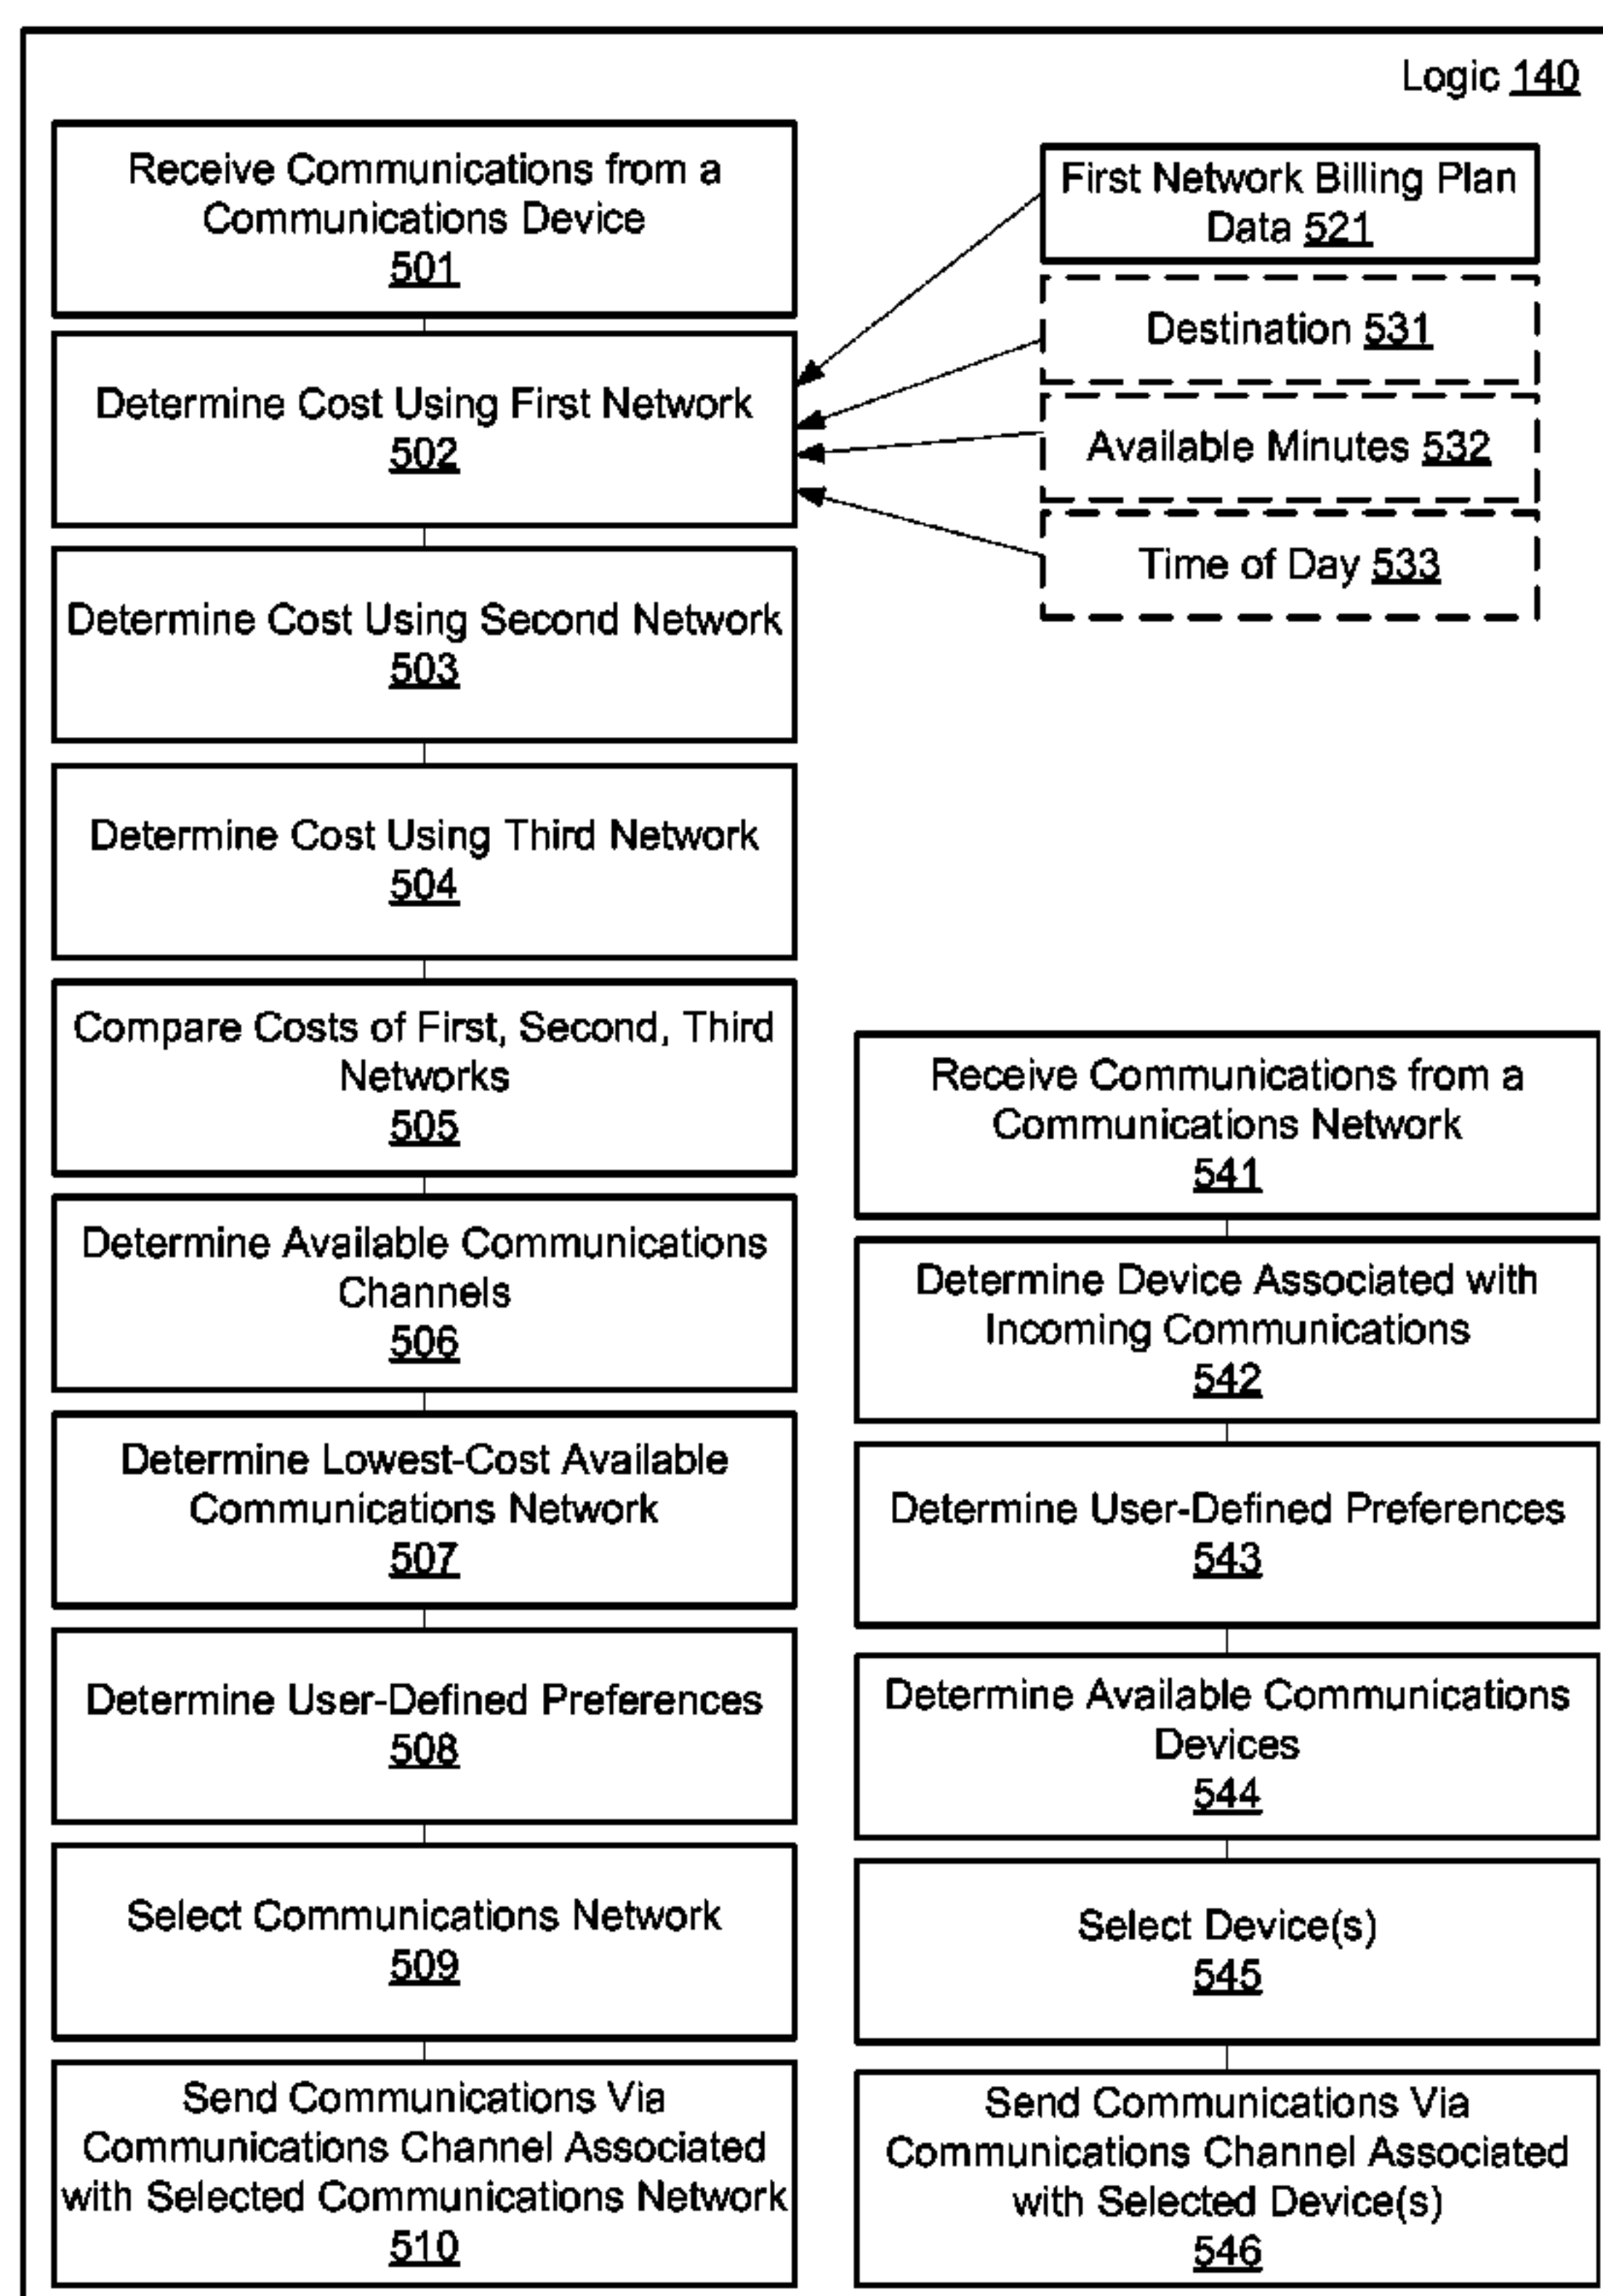 Logic 140
Receive Communications from a
Communications Device
501
First Network Billing Plan
Data 521
Destination 531
Available Minutes 532
Time of Day 533
Determine Cost Using First Network
502
Determine Cost Using Second Network
503
Determine Cost Using Third Network
504
Compare Costs of First, Second, Third
Networks
505
Determine Available Communications
Channels
506
Determine Lowest-Cost Available
Communications Network
507
Determine User-Defined Preferences
508
Select Communications Network
509
Send Communications Via
Communications Channel Associated
with Selected Communications Network
510
Receive Communications from a
Communications Network
541
Determine Device Associated with
Incoming Communications
542
Determine User-Defined Preferences
543
Determine Available Communications
Devices
544
Select Device(s)
545
Send Communications Via
Communications Channel Associated
with Selected Device(s)
546